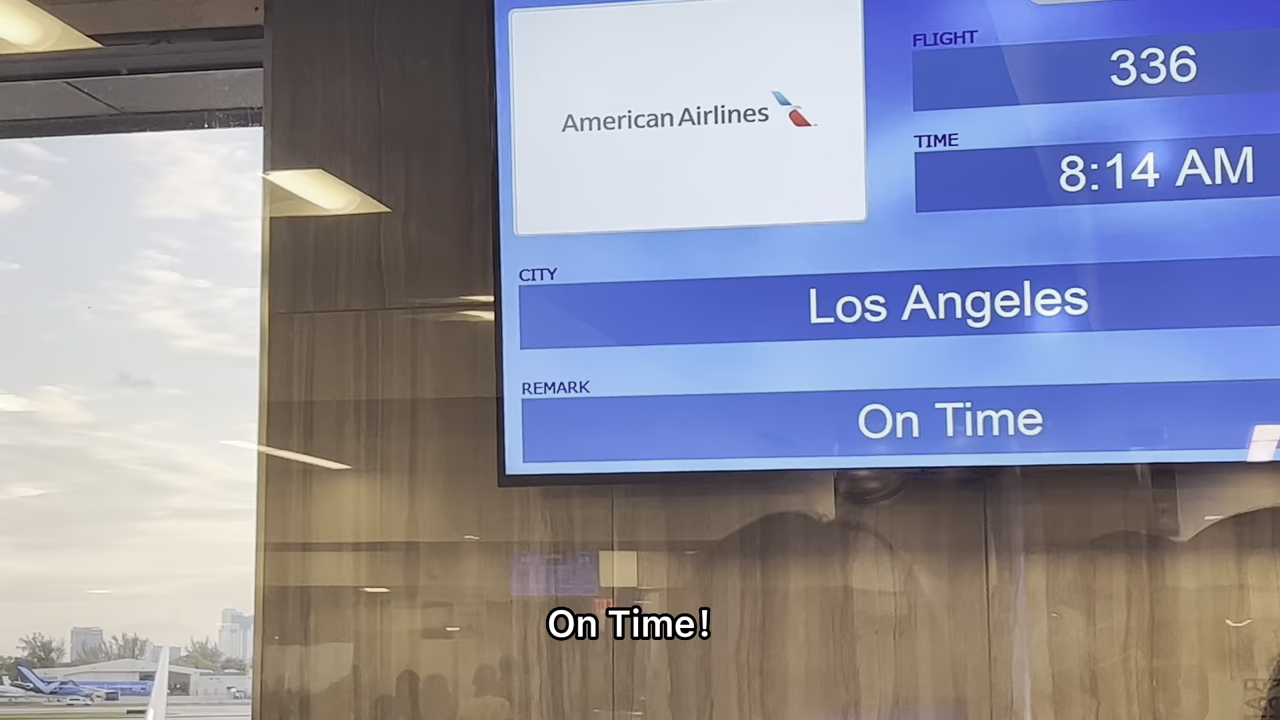 American Airlines
FLIGHT
336
TIME
8:14 AM
CITY
Los Angeles
REMARK
On Time
On Time!